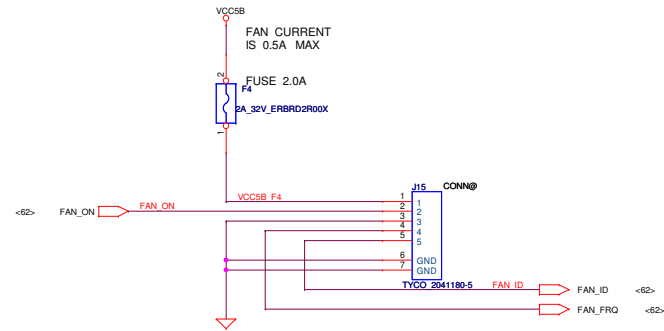 VCC5B
FAN CURRENT
IS 0.5A MAX
2
FUSE 2.0A
F4
2A_32V_ERBRD2R00X
1
J15 CONN@
VCC5B_F4 1 1
<62> FAN_ON FAN_ON 2 2
3 3
4 4
5 5
6 GND
7 GND
TYCO_2041180-5 FAN_ID FAN_ID <62>
FAN_FRQ <62>